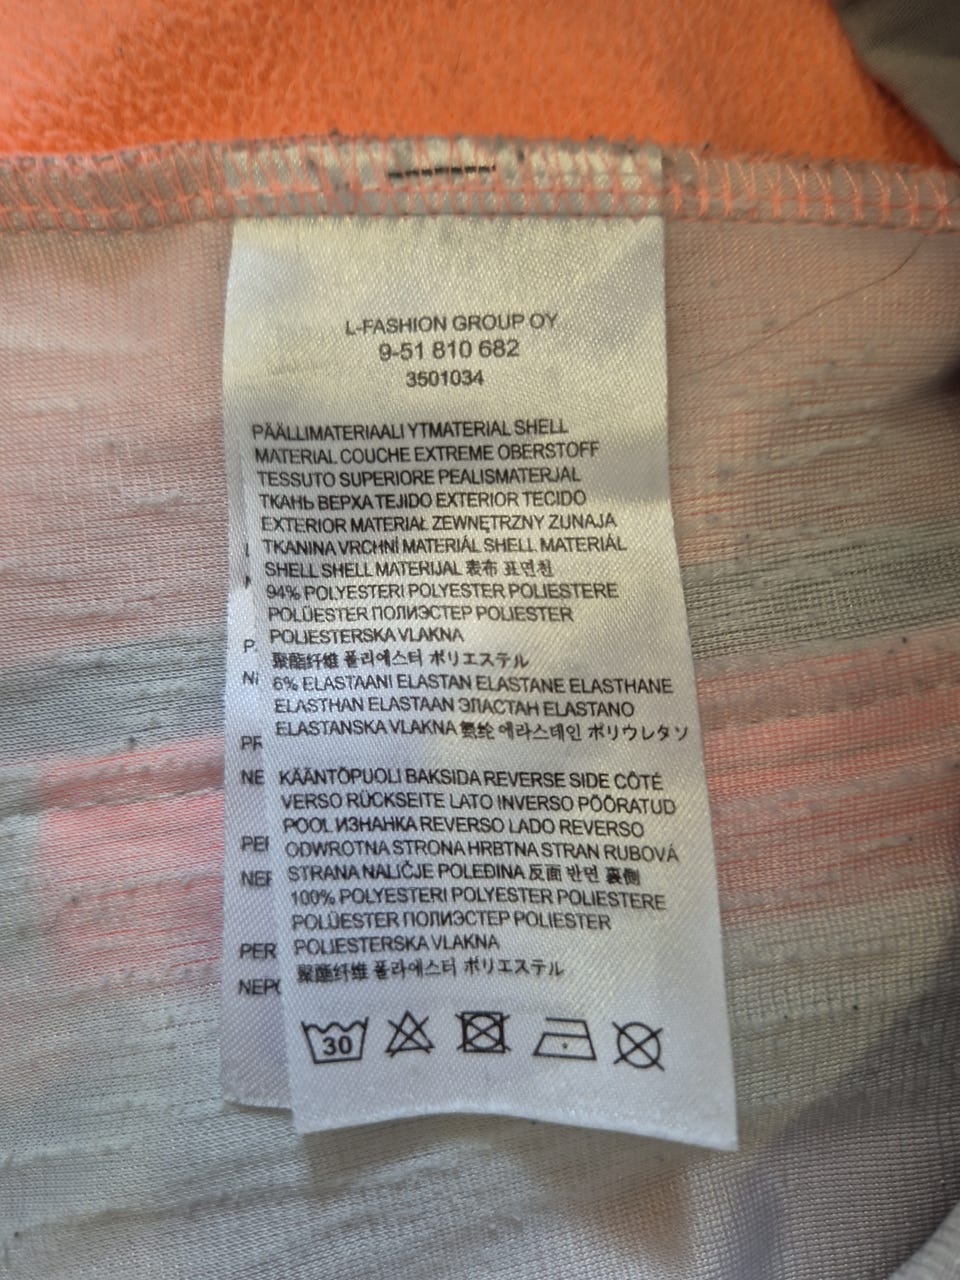 L-FASHION GROUP OY
9-51 810 682
3501034
PÄÄLLIMATERIAALI YTMATERIAL SHELL
MATERIAL COUCHE EXTREME OBERSTOFF
TESSUTO SUPERIORE PEALISMATERJAL
ТКАНЬ ВЕРХА TEJIDO EXTERIOR TECIDO
EXTERIOR MATERIAŁ ZEWNĘTRZNY ZUNAJA
TKANINA VRCHNÍ MATERIÁL SHELL MATERIÁL
SHELL SHELL MATERIJAL 表布 표면천
94% POLYESTERI POLYESTER POLIESTERE
POLÜESTER ПОЛИЭСТЕР POLIESTER
POLIESTERSKA VLAKNA
聚酯纤维 폴리에스터 ポリエステル
6% ELASTAANI ELASTAN ELASTANE ELASTHANE
ELASTHAN ELASTAAN ЭЛАСТАН ELASTANO
ELASTANSKA VLAKNA 氨纶 에라스테인 ポリウレタン
KÄÄNTÖPUOLI BAKSIDA REVERSE SIDE CÔTÉ
VERSO RÜCKSEITE LATO INVERSO PÖÖRATUD
POOL ИЗНАНКА REVERSO LADO REVERSO
ODWROTNA STRONA HRBTNA STRAN RUBOVÁ
STRANA NALIČJE POLEĐINA 反面 반면 裏側
100% POLYESTERI POLYESTER POLIESTERE
POLÜESTER ПОЛИЭСТЕР POLIESTER
POLIESTERSKA VLAKNA
聚酯纤维 폴리에스터 ポリエステル
30